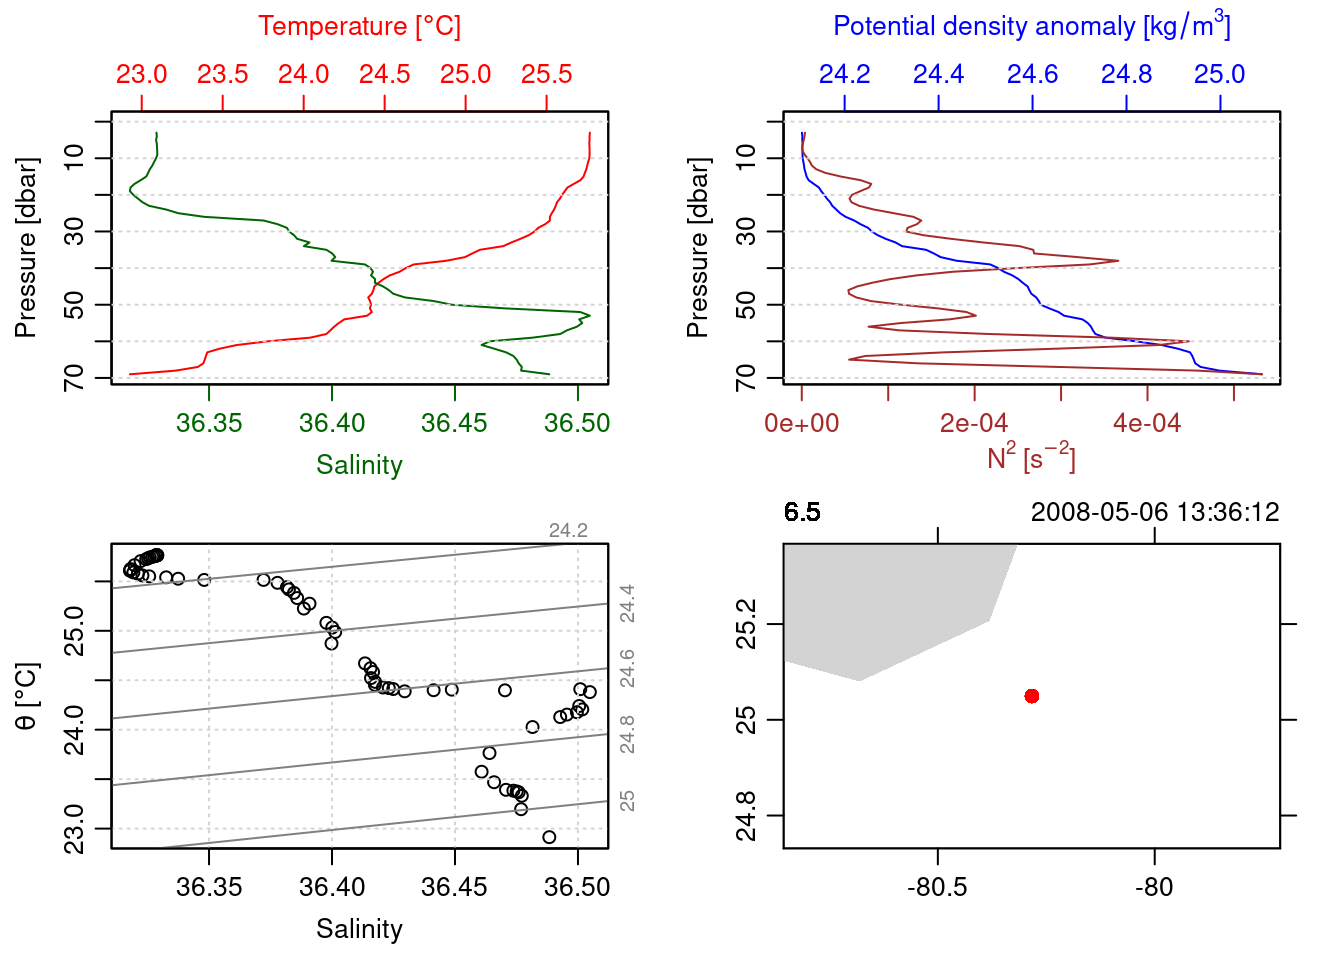 Temperature [°C]
23.0 23.5 24.0 24.5 25.0 25.5
Pressure [dbar]
10
30
50
70
36.35 36.40 36.45 36.50
Salinity
Potential density anomaly [kg/m³]
24.2 24.4 24.6 24.8 25.0
Pressure [dbar]
10
30
50
70
0e+00 2e-04 4e-04
N² [s⁻²]
24.2
24.4
24.6
24.8
25
θ [°C]
25.0
24.0
23.0
36.35 36.40 36.45 36.50
Salinity
6.5 2008-05-06 13:36:12
25.2
25
24.8
-80.5 -80